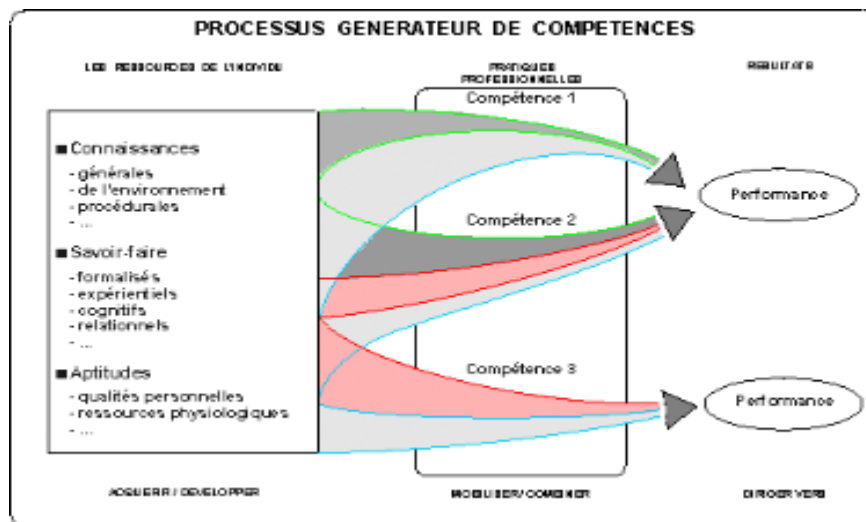 PROCESSUS GENERATEUR DE COMPETENCES
LES RESSOURCES DE L'INDIVIDU
PRATIQUES
PROFESSIONNELLES
RESULTATS
Compétence 1
■ Connaissances
- générales
- de l'environnement
- procédurales
- ...
Performance
Compétence 2
■ Savoir-faire
- formalisés
- expérientiels
- cognitifs
- relationnels
- ...
Compétence 3
■ Aptitudes
- qualités personnelles
- ressources physiologiques
- ...
Performance
ACQUERIR / DEVELOPPER
MOBILISER / COMBINER
DIRIGER VERS